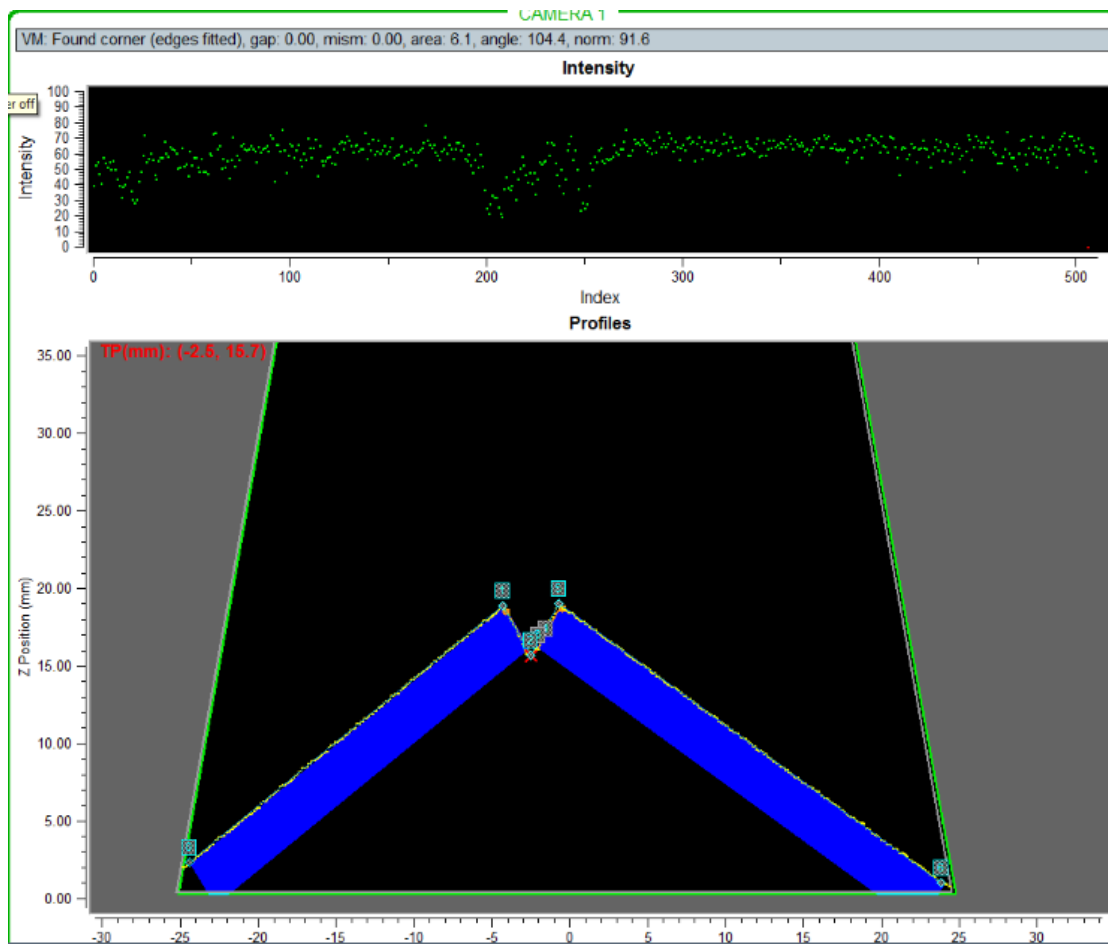 CAMERA 1
VM: Found corner (edges fitted), gap: 0.00, mism: 0.00, area: 6.1, angle: 104.4, norm: 91.6
Intensity
er off
100
90
80
70
60
50
40
30
20
10
0
Intensity
0 100 200 300 400 500
Index
Profiles
TP(mm): (-2.5, 15.7)
35.00
30.00
25.00
20.00
15.00
10.00
5.00
0.00
Z Position (mm)
-30 -25 -20 -15 -10 -5 0 5 10 15 20 25 30